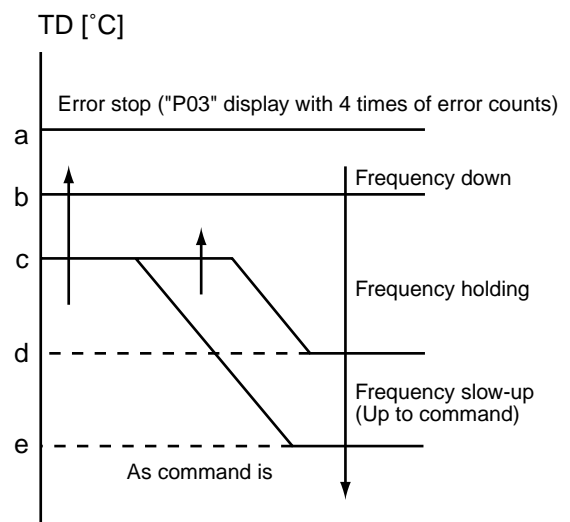 TD [˚C]
Error stop ("P03" display with 4 times of error counts)
a
Frequency down
b
c
Frequency holding
d
Frequency slow-up
(Up to command)
e
As command is